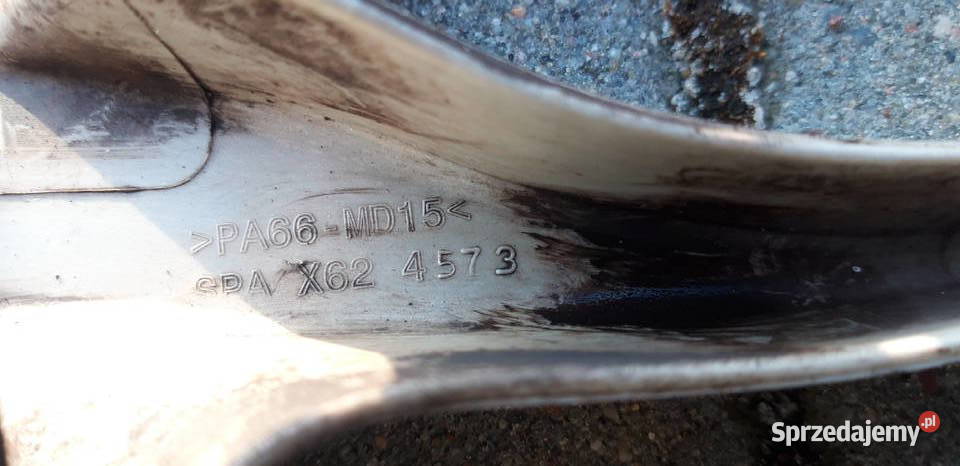 >PA66-MD15<
SPA X62 4573
Sprzedajemy.pl